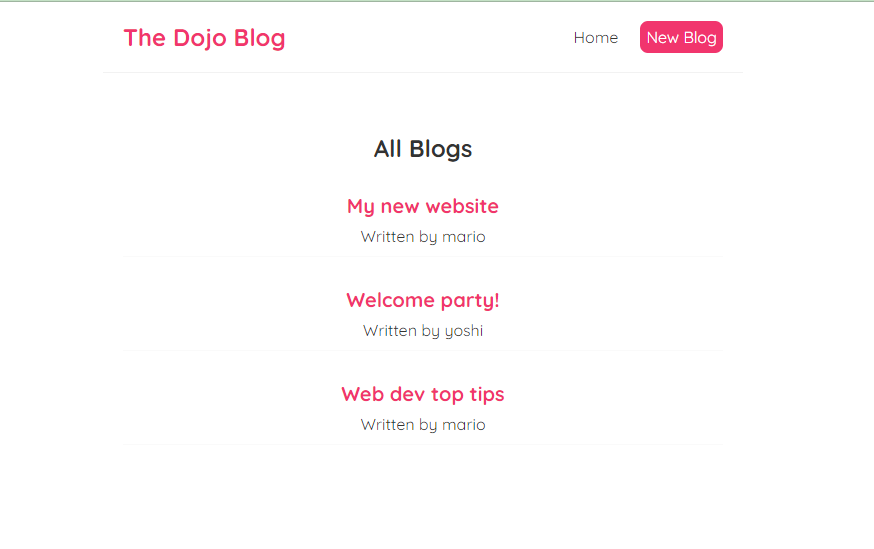 The Dojo Blog
Home
New Blog
All Blogs
My new website
Written by mario
Welcome party!
Written by yoshi
Web dev top tips
Written by mario